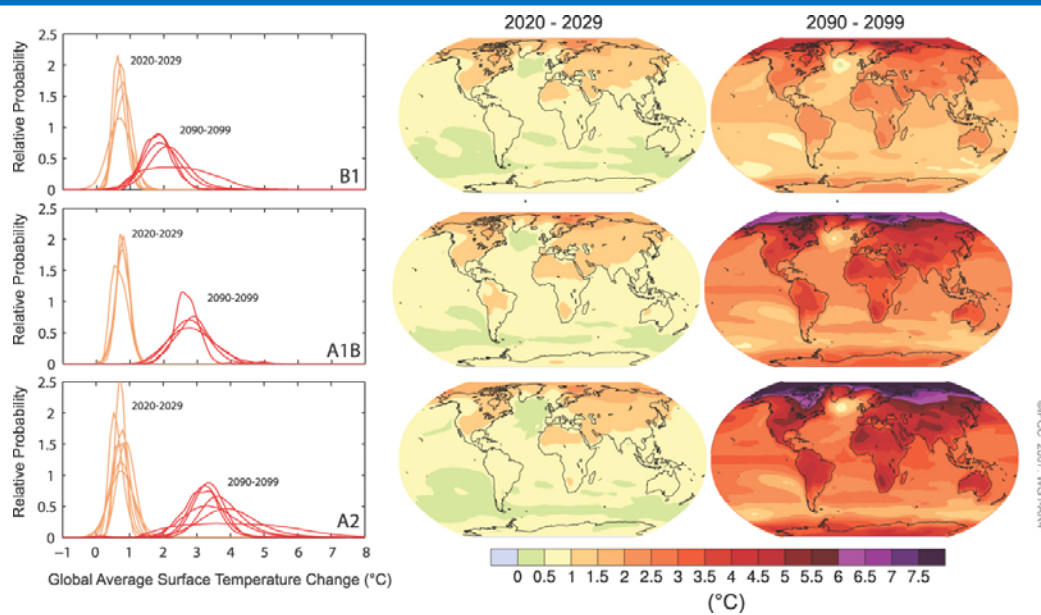 2020 - 2029
2090 - 2099
Relative Probability
2.5
2
1.5
1
0.5
0
2020-2029
2090-2099
B1
Relative Probability
2.5
2
1.5
1
0.5
0
2020-2029
2090-2099
A1B
Relative Probability
2.5
2
1.5
1
0.5
0
2020-2029
2090-2099
A2
−1 0 1 2 3 4 5 6 7 8
Global Average Surface Temperature Change (°C)
0 0.5 1 1.5 2 2.5 3 3.5 4 4.5 5 5.5 6 6.5 7 7.5
(°C)